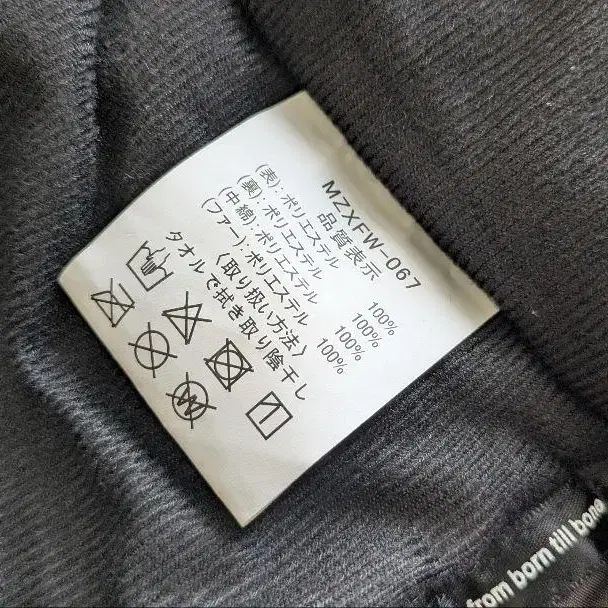 MZXFW-067
品質表示
(表):ポリエステル 100%
(裏):ポリエステル 100%
(中綿):ポリエステル 100%
(ファー):ポリエステル 100%
〈取り扱い方法〉
タオルで拭き取り陰干し
W
from born till bone